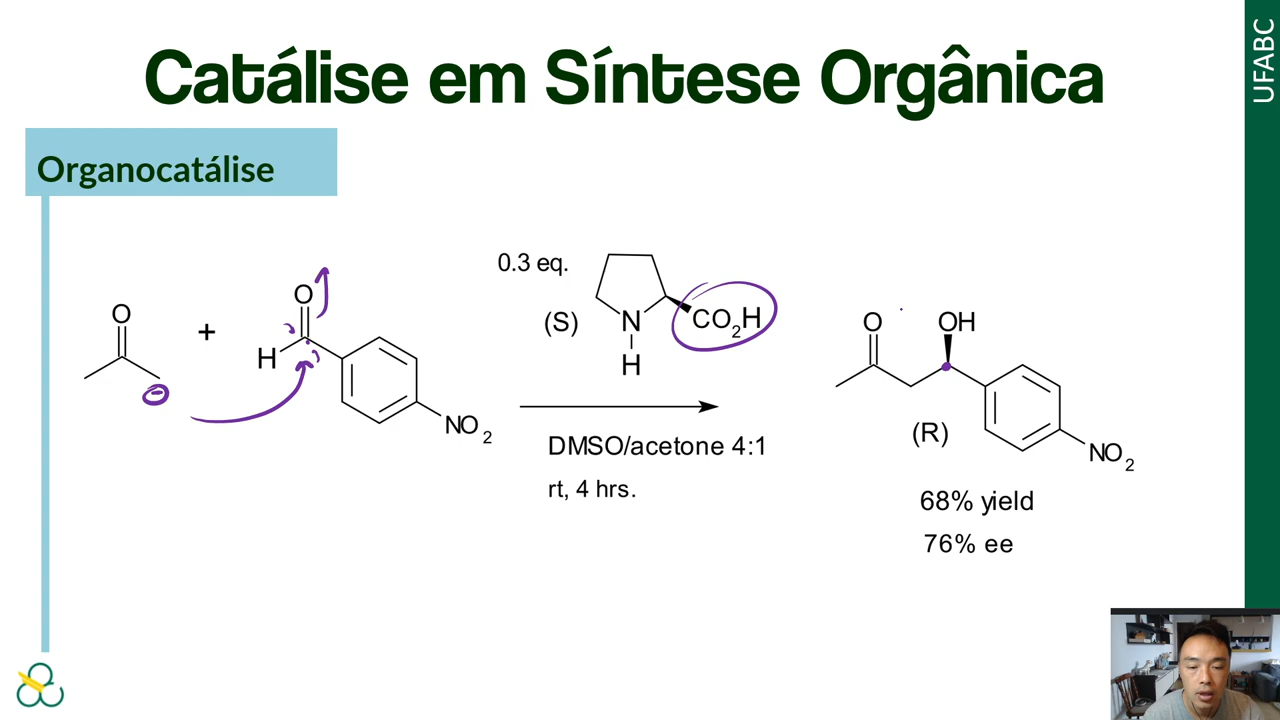 Catálise em Síntese Orgânica
UFABC
Organocatálise
O
+
O
H
NO2
0.3 eq.
(S)
N
H
CO2H
DMSO/acetone 4:1
rt, 4 hrs.
O
OH
(R)
NO2
68% yield
76% ee